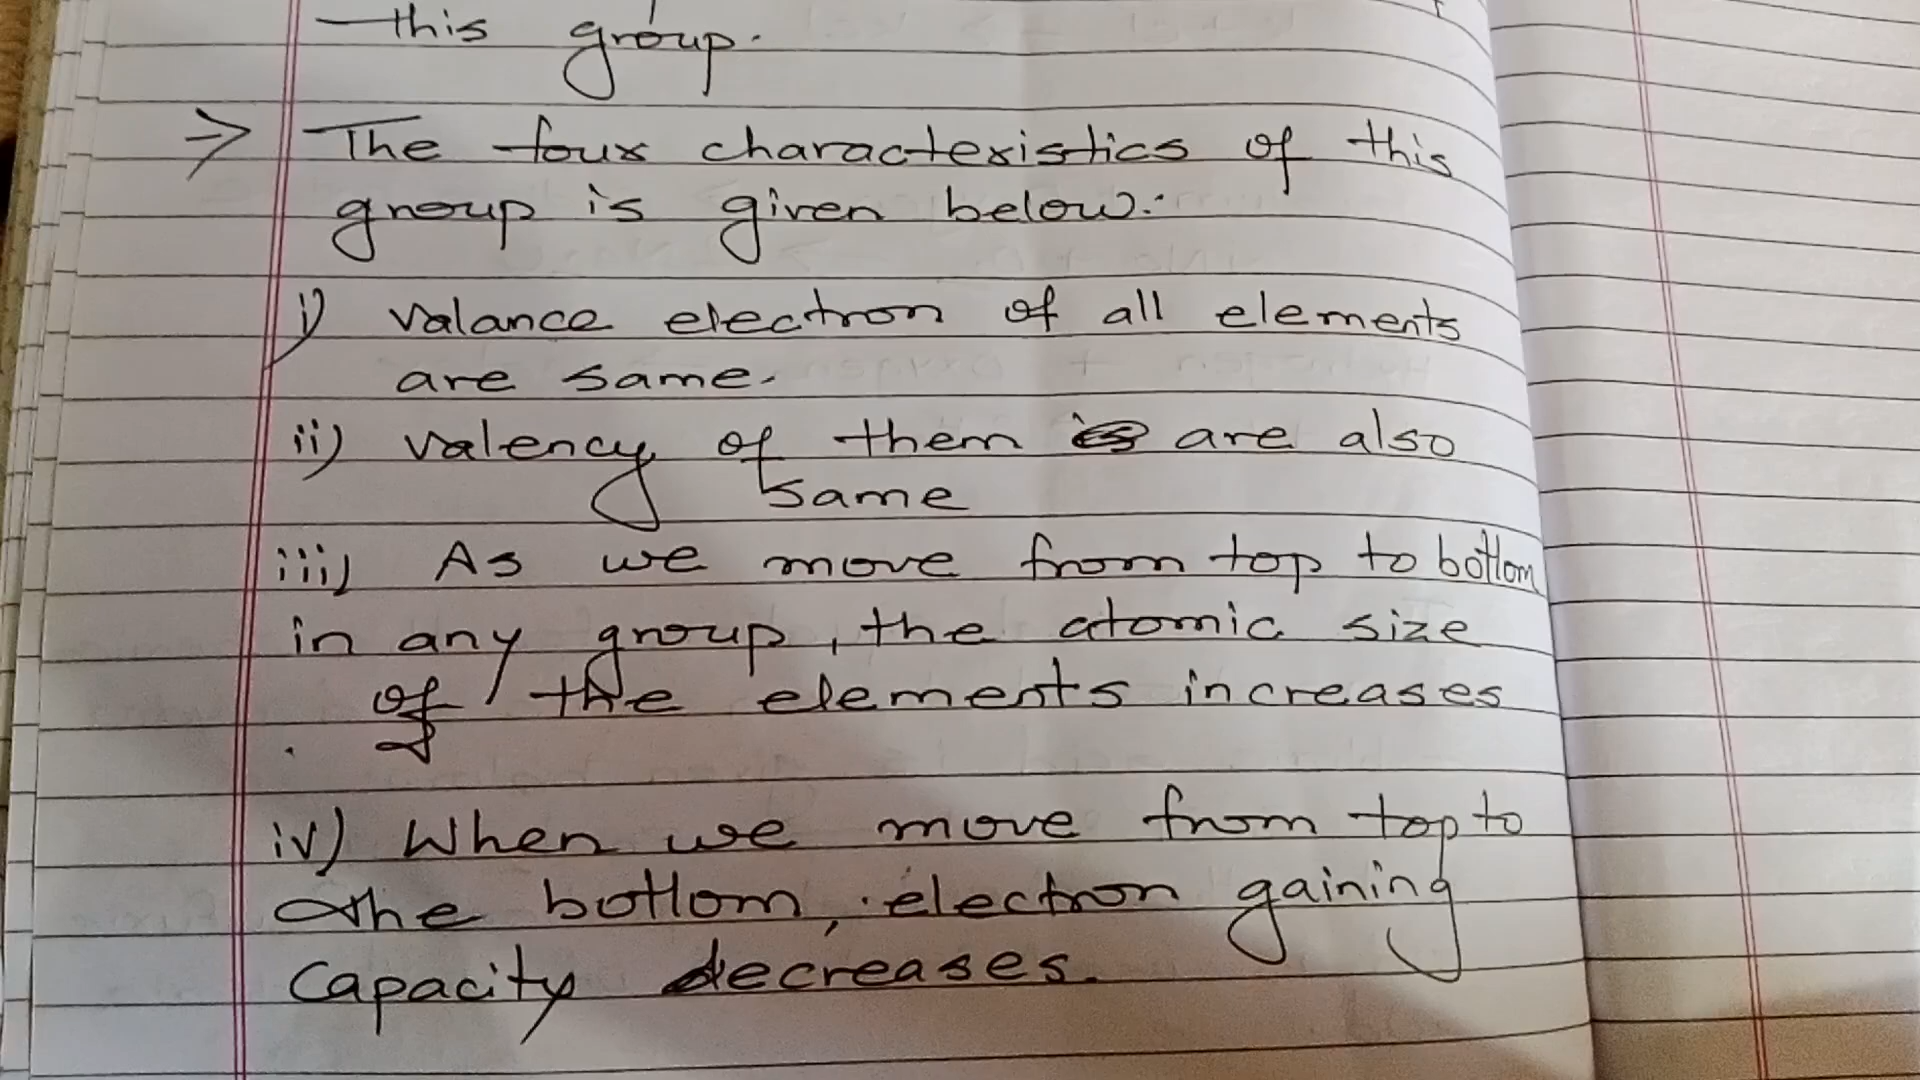 this group.
⇒ The four characteristics of this
group is given below:-
i) valance electron of all elements
are same.
ii) valency of them are also
same
iii) As we move from top to bottom
in any group, the atomic size
of the elements increases
iv) When we move from top to
the bottom, electron gaining
capacity decreases.